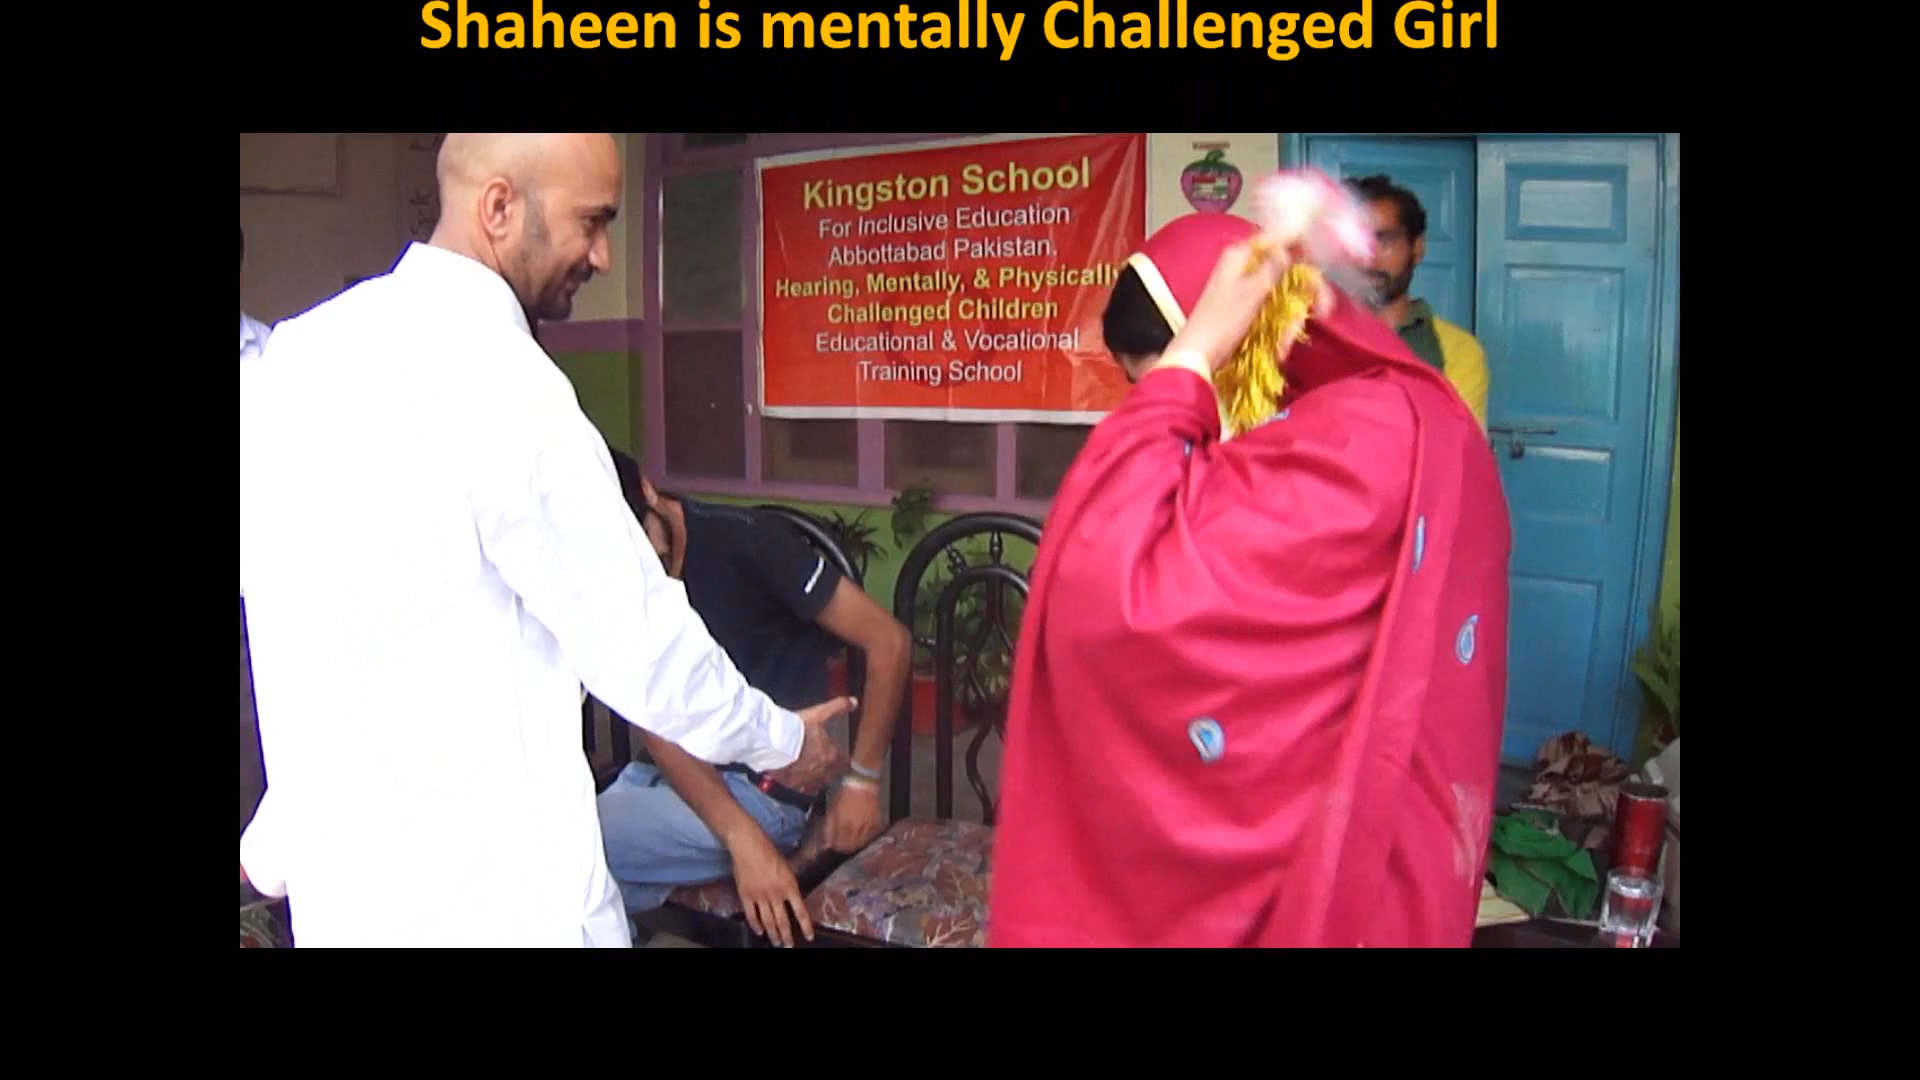 Shaheen is mentally Challenged Girl
Kingston School
For Inclusive Education
Abbottabad Pakistan.
Hearing, Mentally, & Physically
Challenged Children
Educational & Vocational
Training School